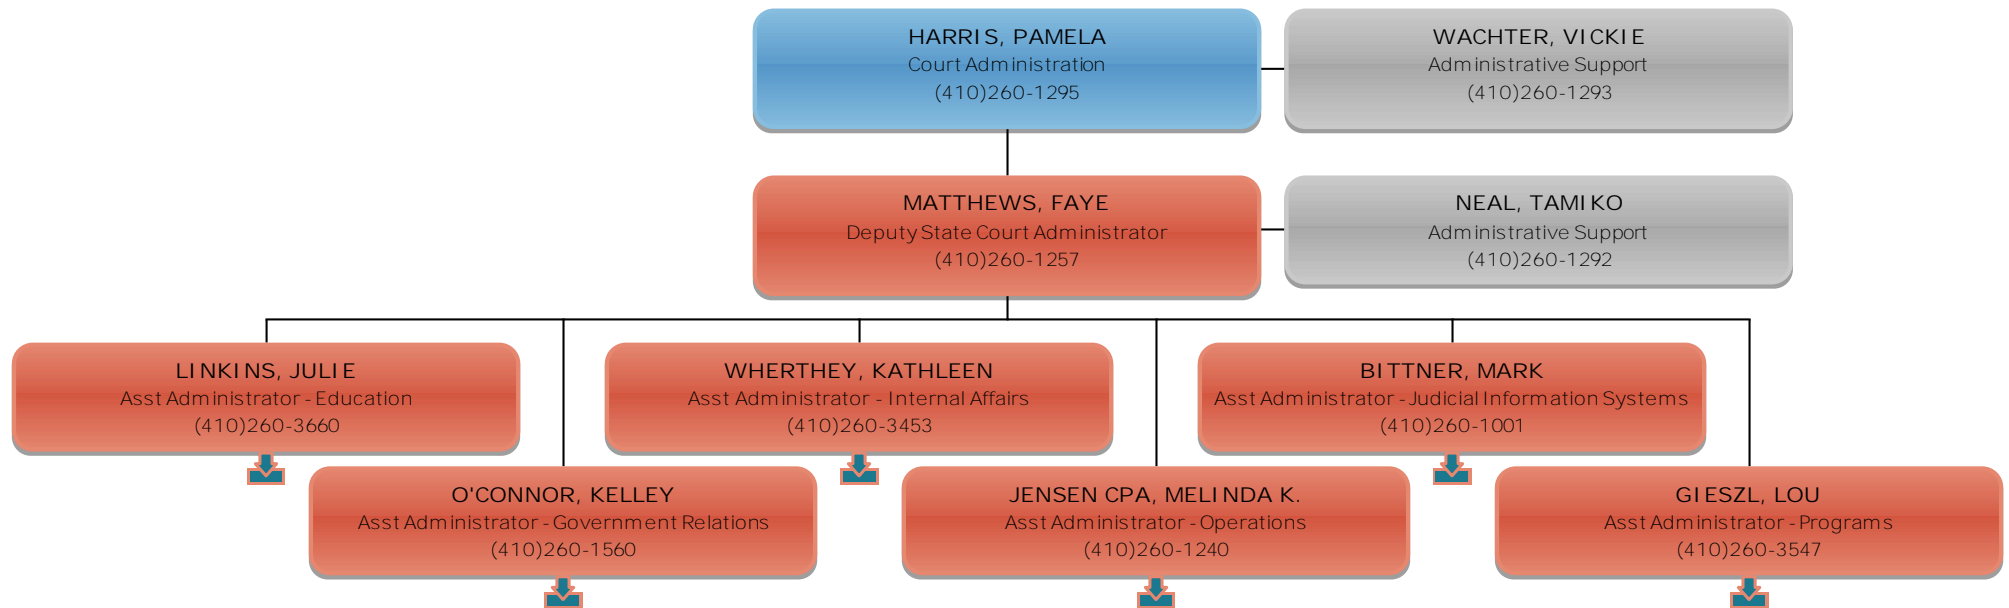 HARRIS, PAMELA
Court Administration
(410)260-1295
WACHTER, VICKIE
Administrative Support
(410)260-1293
MATTHEWS, FAYE
Deputy State Court Administrator
(410)260-1257
NEAL, TAMIKO
Administrative Support
(410)260-1292
LINKINS, JULIE
Asst Administrator - Education
(410)260-3660
WHERTHEY, KATHLEEN
Asst Administrator - Internal Affairs
(410)260-3453
BITTNER, MARK
Asst Administrator - Judicial Information Systems
(410)260-1001
O'CONNOR, KELLEY
Asst Administrator - Government Relations
(410)260-1560
JENSEN CPA, MELINDA K.
Asst Administrator - Operations
(410)260-1240
GIESZL, LOU
Asst Administrator - Programs
(410)260-3547